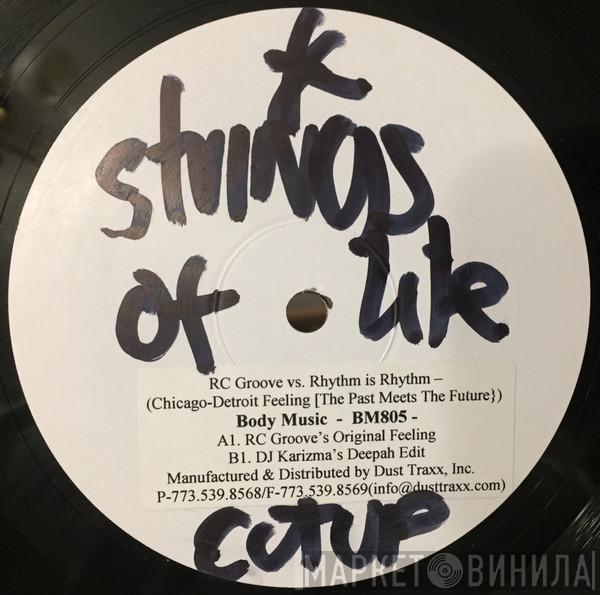 strings
of life
RC Groove vs. Rhythm is Rhythm –
(Chicago-Detroit Feeling [The Past Meets The Future})
Body Music - BM805 -
A1. RC Groove's Original Feeling
B1. DJ Karizma's Deepah Edit
Manufactured & Distributed by Dust Traxx, Inc.
P-773.539.8568/F-773.539.8569(info@dusttraxx.com)
cutup
МАРКЕТ ВИНИЛА